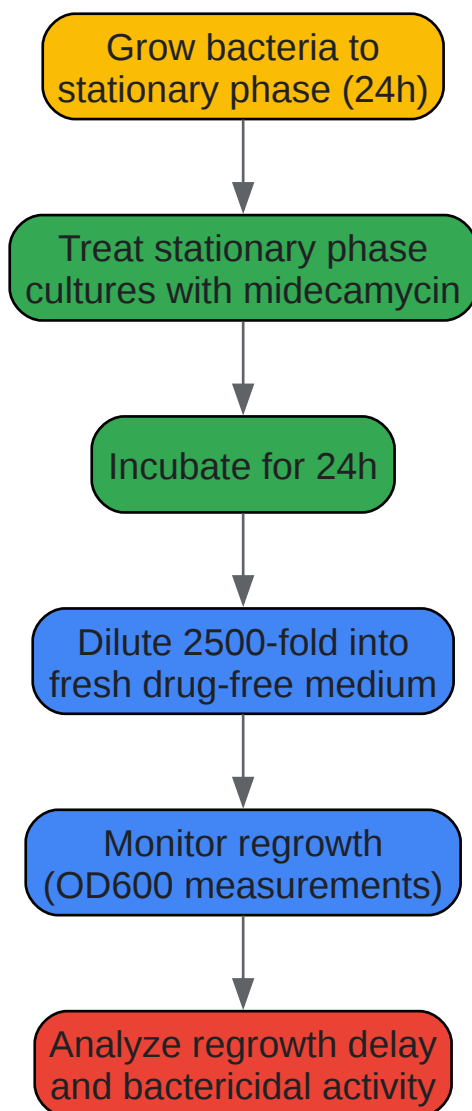 Grow bacteria to
stationary phase (24h)
Treat stationary phase
cultures with midecamycin
Incubate for 24h
Dilute 2500-fold into
fresh drug-free medium
Monitor regrowth
(OD600 measurements)
Analyze regrowth delay
and bactericidal activity